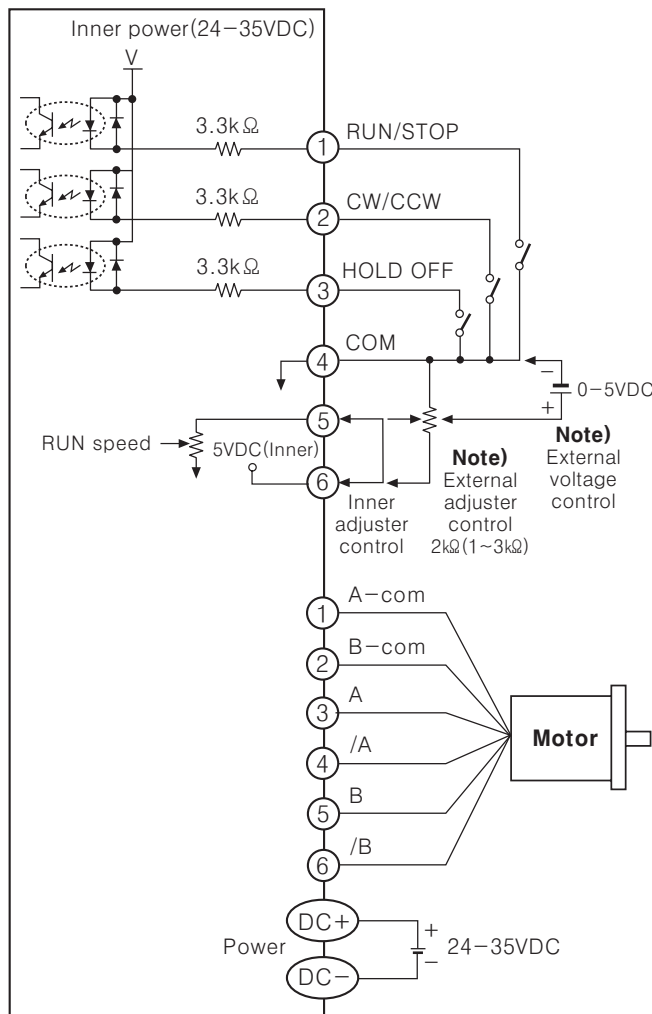 Inner power(24-35VDC)
V
3.3kΩ
1
RUN/STOP
3.3kΩ
2
CW/CCW
3.3kΩ
3
HOLD OFF
4
COM
-
0-5VDC
+
5
RUN speed
5VDC(Inner)
6
Inner
adjuster
control
Note)
External
adjuster
control
2kΩ(1~3kΩ)
Note)
External
voltage
control
1
A-com
2
B-com
3
A
4
/A
5
B
6
/B
Motor
DC+
Power
+
24-35VDC
-
DC-